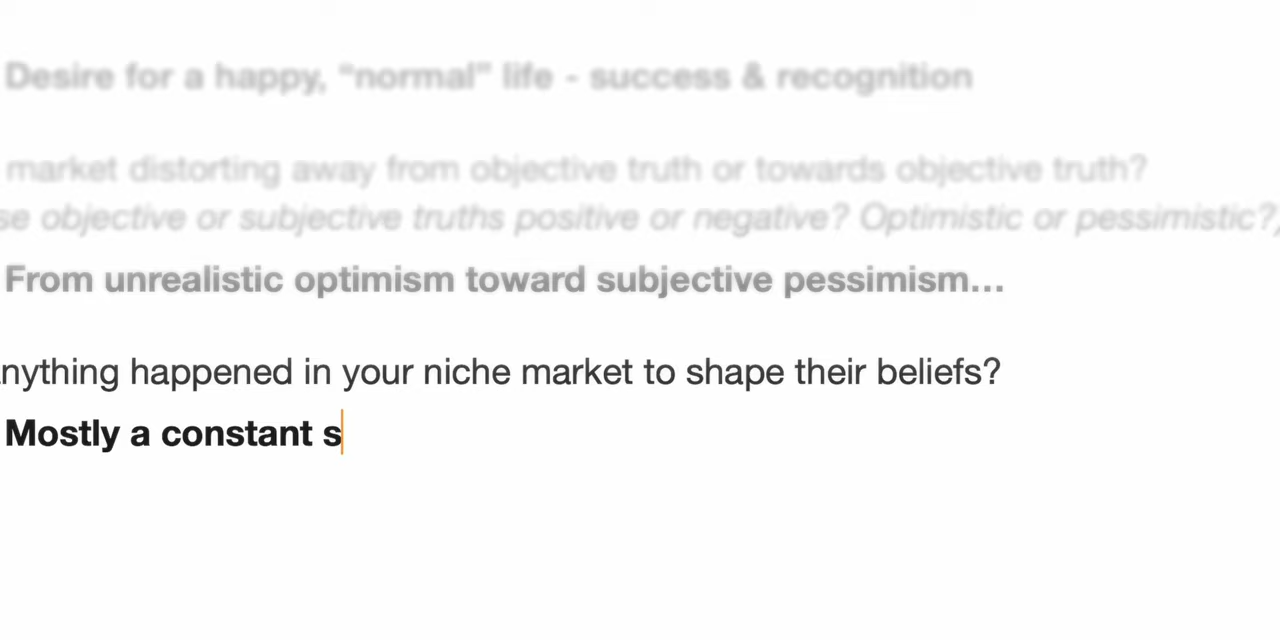 Desire for a happy, “normal” life - success & recognition
market distorting away from objective truth or towards objective truth?
objective or subjective truths positive or negative? Optimistic or pessimistic?)
From unrealistic optimism toward subjective pessimism...
nything happened in your niche market to shape their beliefs?
Mostly a constant s